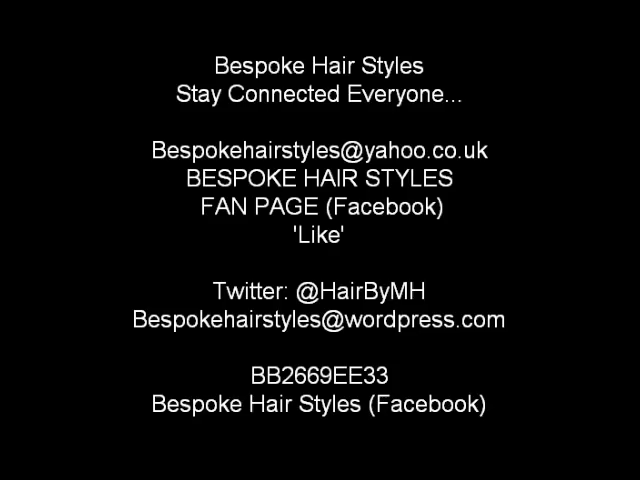 Bespoke Hair Styles
Stay Connected Everyone...
Bespokehairstyles@yahoo.co.uk
BESPOKE HAIR STYLES
FAN PAGE (Facebook)
'Like'
Twitter: @HairByMH
Bespokehairstyles@wordpress.com
BB2669EE33
Bespoke Hair Styles (Facebook)